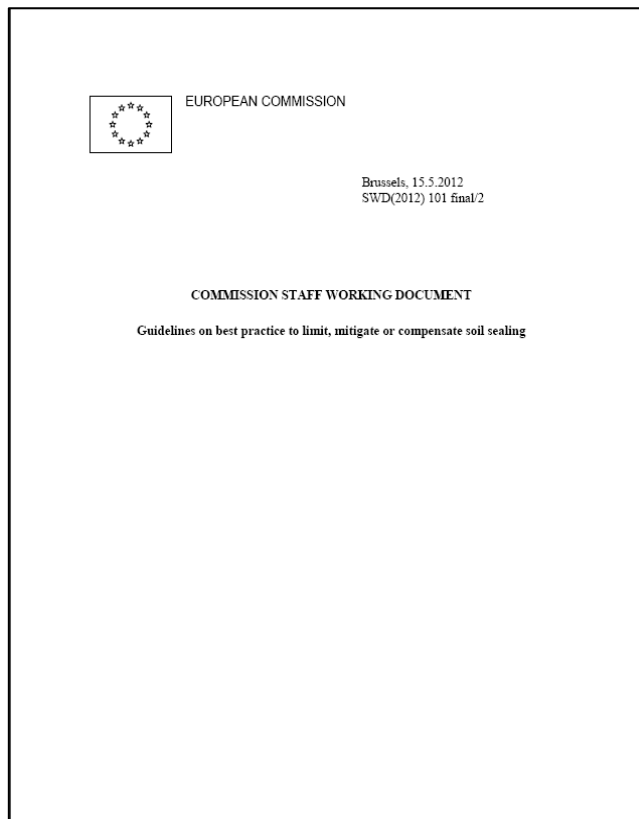 EUROPEAN COMMISSION
Brussels, 15.5.2012
SWD(2012) 101 final/2
COMMISSION STAFF WORKING DOCUMENT
Guidelines on best practice to limit, mitigate or compensate soil sealing